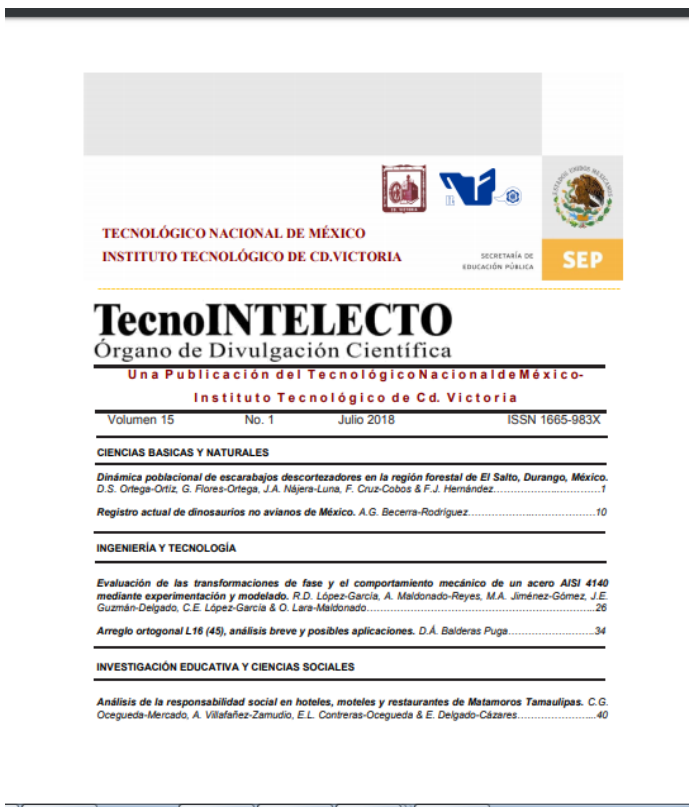 TECNOLÓGICO NACIONAL DE MÉXICO
INSTITUTO TECNOLÓGICO DE CD.VICTORIA
SECRETARÍA DE
EDUCACIÓN PÚBLICA
SEP
TecnoINTELECTO
Órgano de Divulgación Científica
Una Publicación del TecnológicoNacionaldeMéxico-
Instituto Tecnológico de Cd. Victoria
Volumen 15 No. 1 Julio 2018 ISSN 1665-983X
CIENCIAS BASICAS Y NATURALES
Dinámica poblacional de escarabajos descortezadores en la región forestal de El Salto, Durango, México.
D.S. Ortega-Ortiz, G. Flores-Ortega, J.A. Nájera-Luna, F. Cruz-Cobos & F.J. Hernández……………………………1
Registro actual de dinosaurios no avianos de México. A.G. Becerra-Rodríguez………………………………10
INGENIERÍA Y TECNOLOGÍA
Evaluación de las transformaciones de fase y el comportamiento mecánico de un acero AISI 4140
mediante experimentación y modelado. R.D. López-García, A. Maldonado-Reyes, M.A. Jiménez-Gómez, J.E.
Guzmán-Delgado, C.E. López-García & O. Lara-Maldonado………………………………………………………26
Arreglo ortogonal L16 (45), análisis breve y posibles aplicaciones. D.Á. Balderas Puga……………………34
INVESTIGACIÓN EDUCATIVA Y CIENCIAS SOCIALES
Análisis de la responsabilidad social en hoteles, moteles y restaurantes de Matamoros Tamaulipas. C.G.
Ocegueda-Mercado, A. Villafañez-Zamudio, E.L. Contreras-Ocegueda & E. Delgado-Cázares……………………40